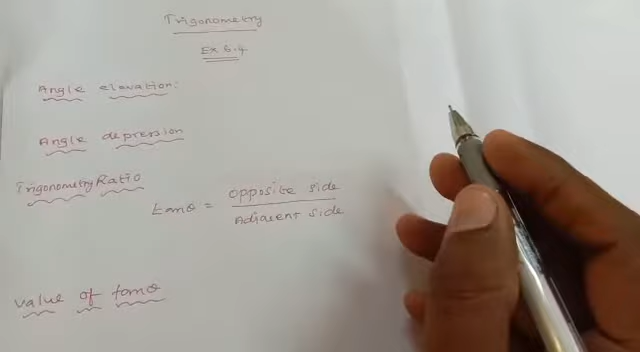 Trigonometry
Ex 6.4
Angle elevation:
Angle depression
Trigonometry Ratio
tanθ = opposite side
Adjacent side
value of tanθ